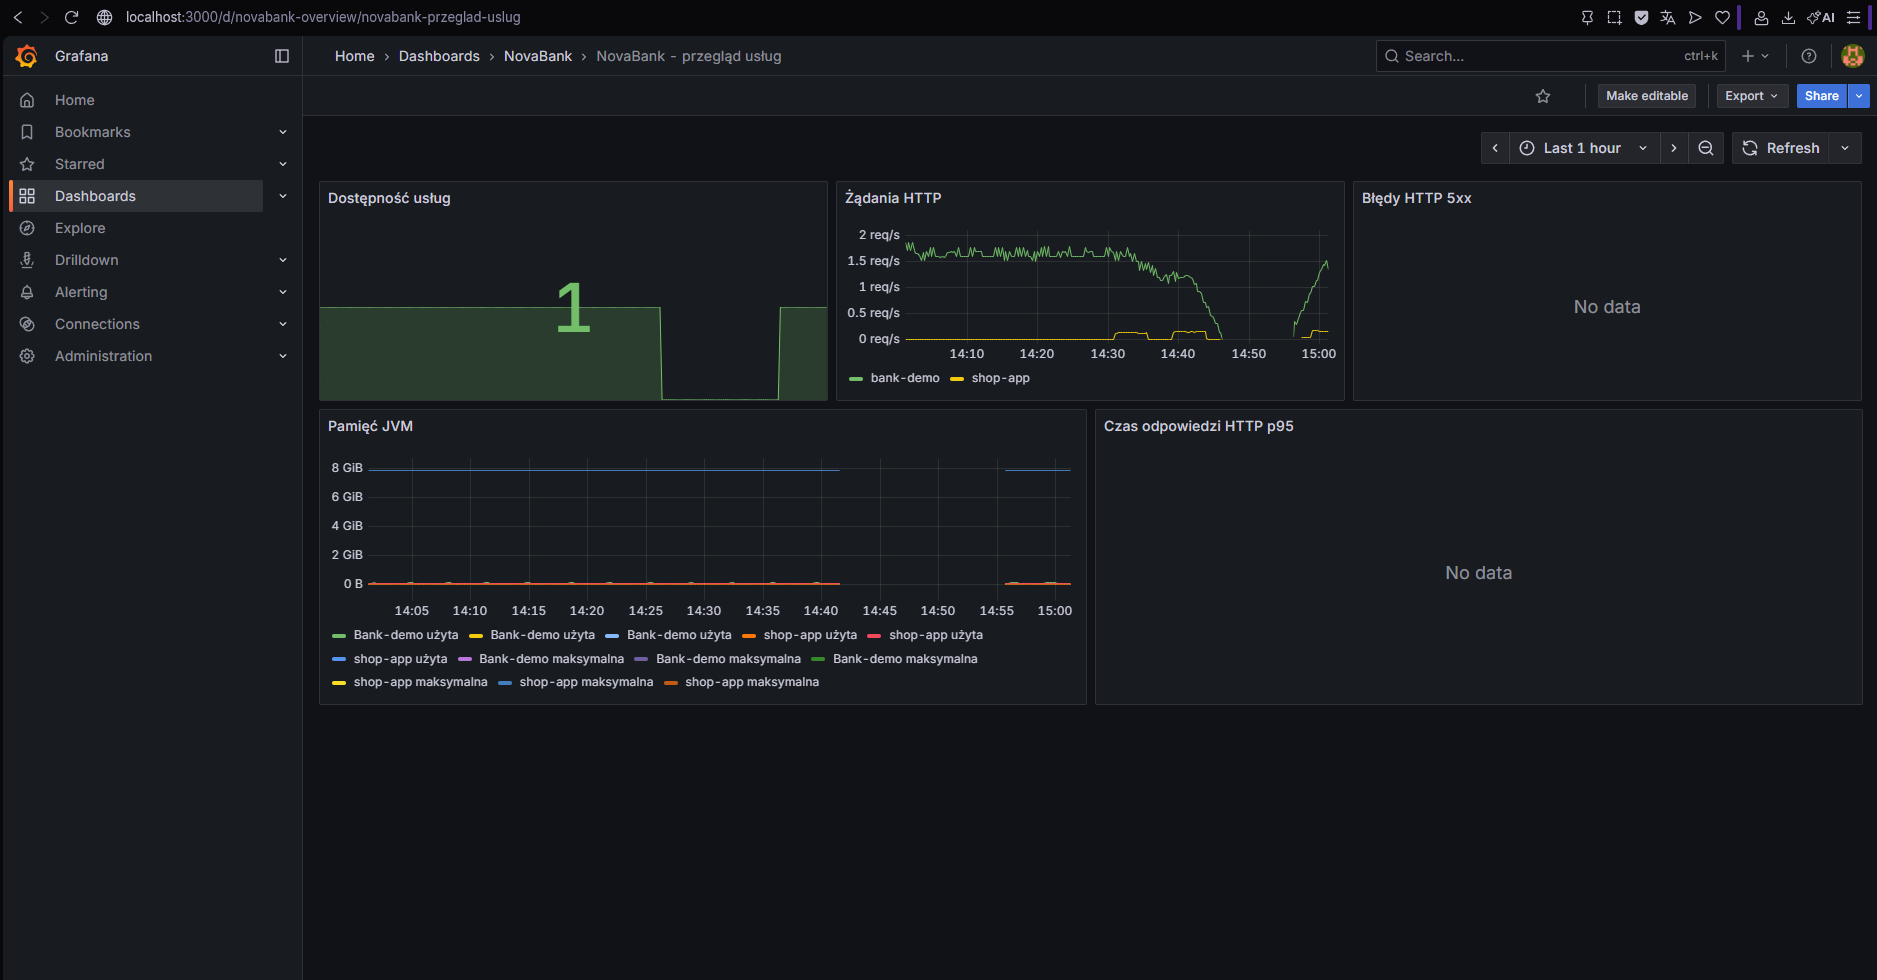 localhost:3000/d/novabank-overview/novabank-przeglad-uslug
AI
Grafana
Home › Dashboards › NovaBank › NovaBank - przegląd usług
Search...
ctrl+k
Home
Bookmarks
Starred
Dashboards
Explore
Drilldown
Alerting
Connections
Administration
Make editable
Export
Share
Last 1 hour
Refresh
Dostępność usług
1
Żądania HTTP
2 req/s
1.5 req/s
1 req/s
0.5 req/s
0 req/s
14:10 14:20 14:30 14:40 14:50 15:00
bank-demo shop-app
Błędy HTTP 5xx
No data
Pamięć JVM
8 GiB
6 GiB
4 GiB
2 GiB
0 B
14:05 14:10 14:15 14:20 14:25 14:30 14:35 14:40 14:45 14:50 14:55 15:00
Bank-demo użyta Bank-demo użyta Bank-demo użyta shop-app użyta shop-app użyta
shop-app użyta Bank-demo maksymalna Bank-demo maksymalna Bank-demo maksymalna
shop-app maksymalna shop-app maksymalna shop-app maksymalna
Czas odpowiedzi HTTP p95
No data